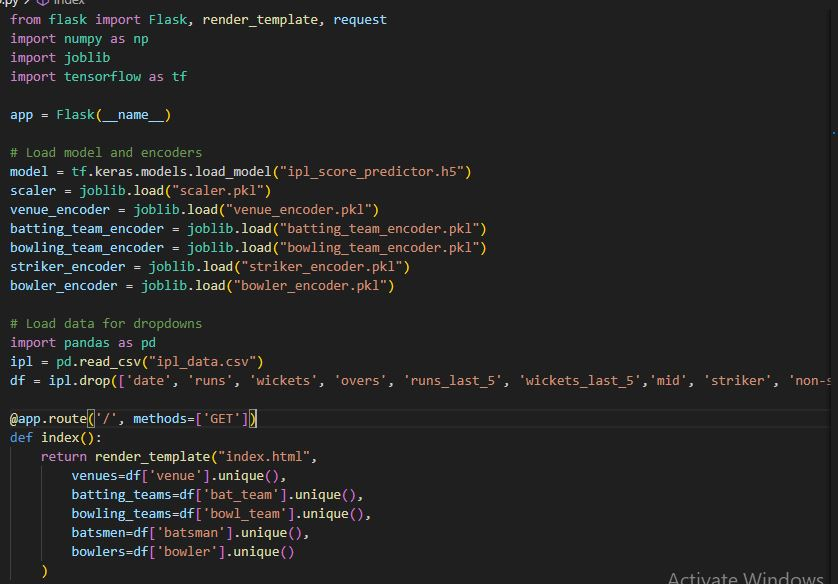 .py > index
from flask import Flask, render_template, request
import numpy as np
import joblib
import tensorflow as tf

app = Flask(__name__)

# Load model and encoders
model = tf.keras.models.load_model("ipl_score_predictor.h5")
scaler = joblib.load("scaler.pkl")
venue_encoder = joblib.load("venue_encoder.pkl")
batting_team_encoder = joblib.load("batting_team_encoder.pkl")
bowling_team_encoder = joblib.load("bowling_team_encoder.pkl")
striker_encoder = joblib.load("striker_encoder.pkl")
bowler_encoder = joblib.load("bowler_encoder.pkl")

# Load data for dropdowns
import pandas as pd
ipl = pd.read_csv("ipl_data.csv")
df = ipl.drop(['date', 'runs', 'wickets', 'overs', 'runs_last_5', 'wickets_last_5','mid', 'striker', 'non-s

@app.route('/', methods=['GET'])
def index():
    return render_template("index.html",
        venues=df['venue'].unique(),
        batting_teams=df['bat_team'].unique(),
        bowling_teams=df['bowl_team'].unique(),
        batsmen=df['batsman'].unique(),
        bowlers=df['bowler'].unique()
    )
Activate Windows